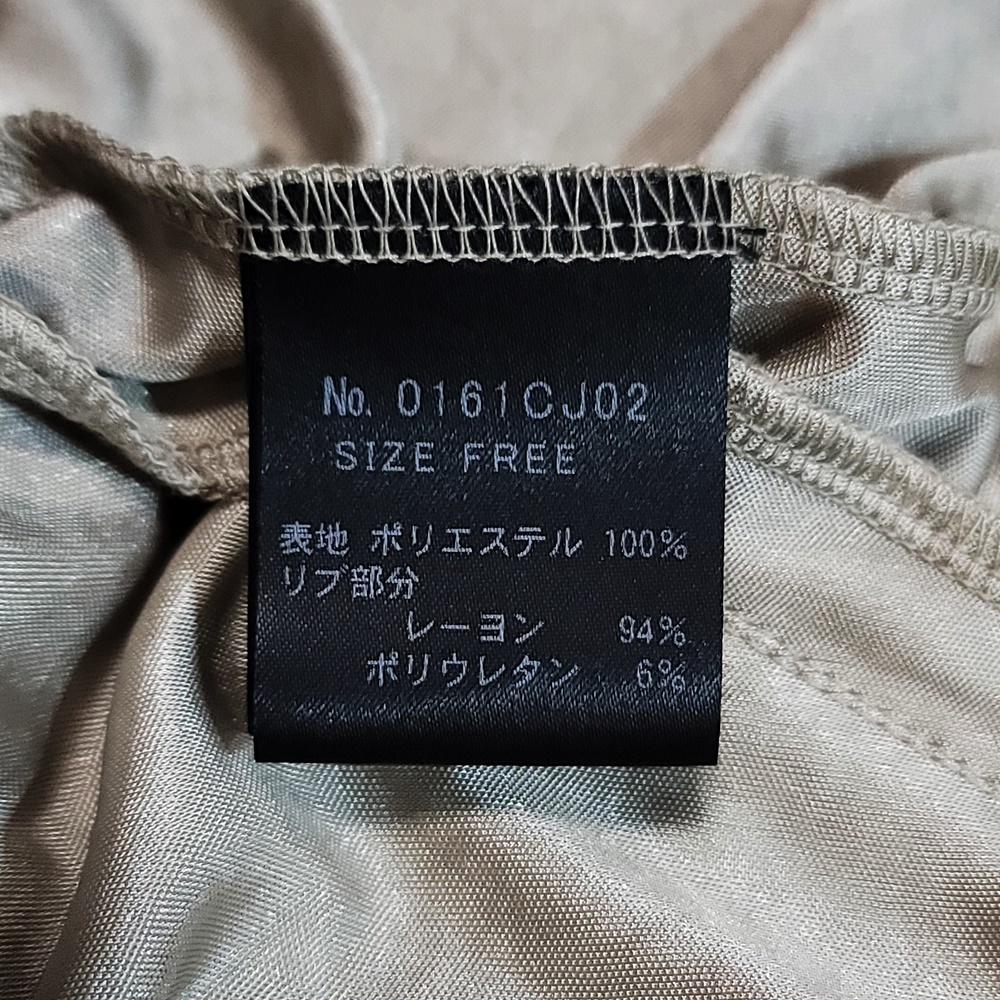 No. 0161CJ02
SIZE FREE
表地 ポリエステル 100%
リブ部分
レーヨン 94%
ポリウレタン 6%